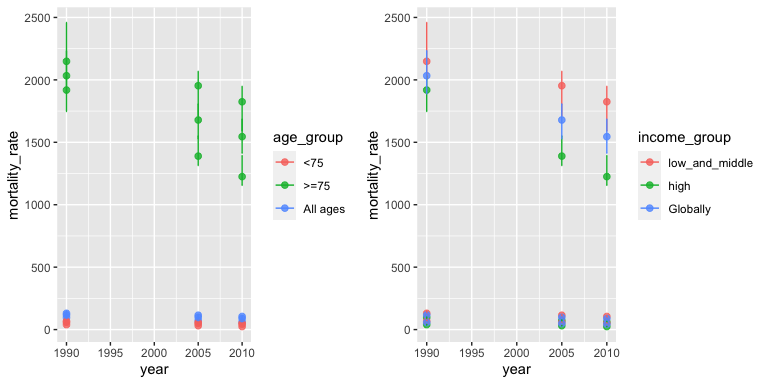 2500
2000
1500
1000
500
0
mortality_rate
1990
1995
2000
2005
2010
year
age_group
<75
>=75
All ages
2500
2000
1500
1000
500
0
mortality_rate
1990
1995
2000
2005
2010
year
income_group
low_and_middle
high
Globally